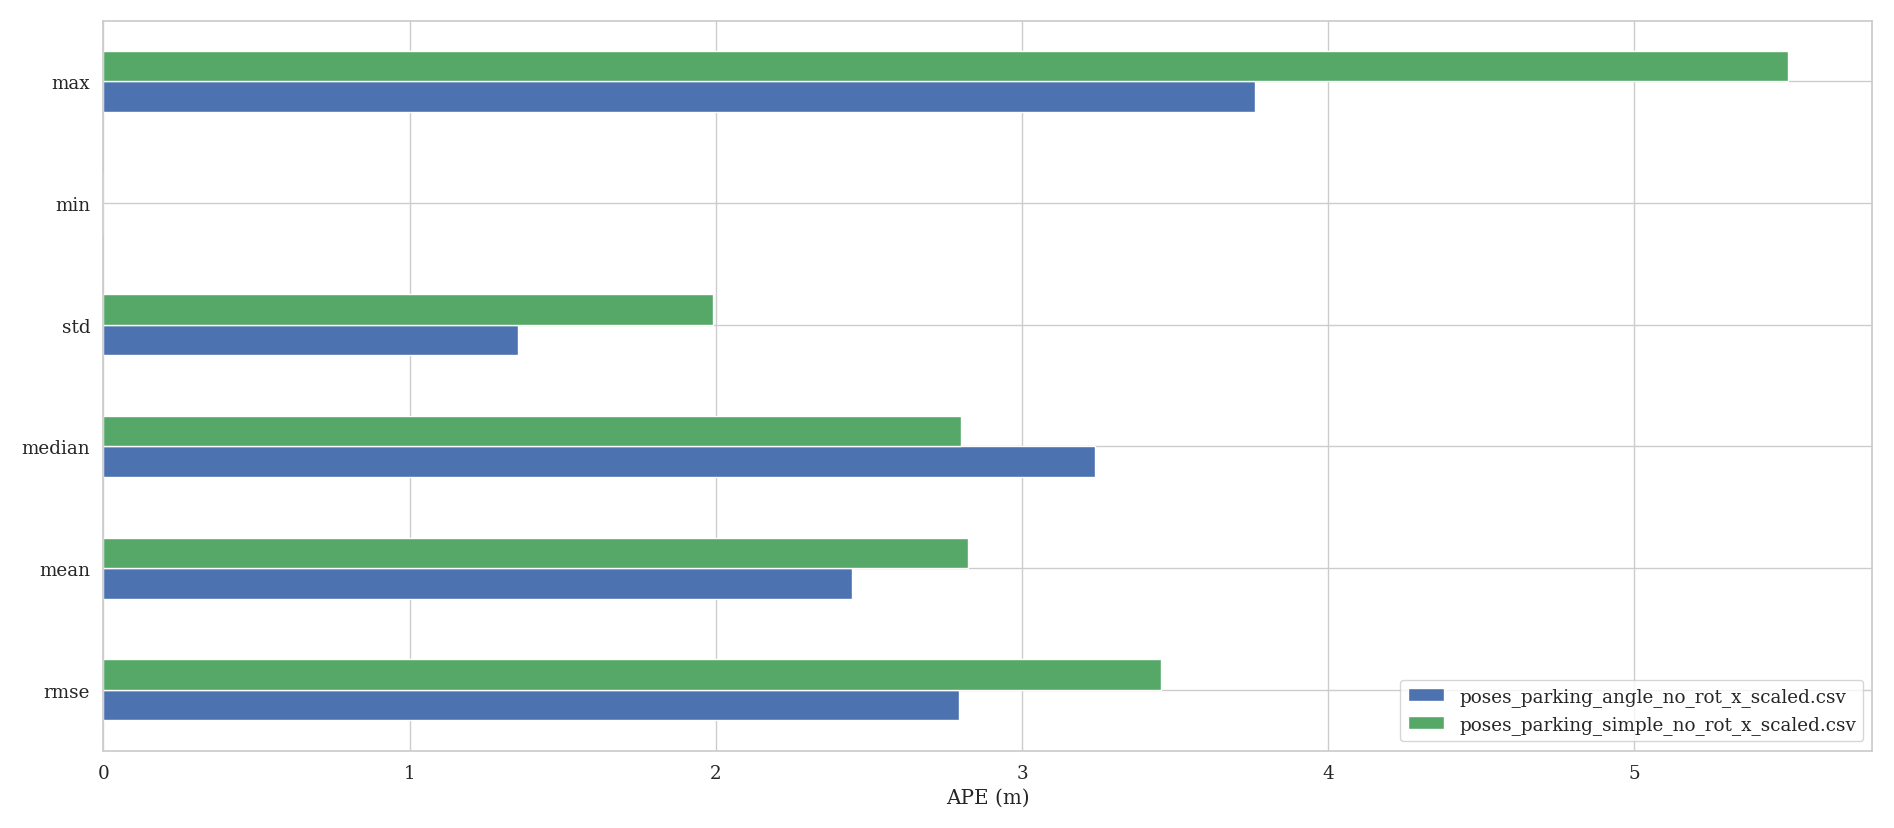 max
min
std
median
mean
rmse
poses_parking_angle_no_rot_x_scaled.csv
poses_parking_simple_no_rot_x_scaled.csv
0 1 2 3 4 5
APE (m)